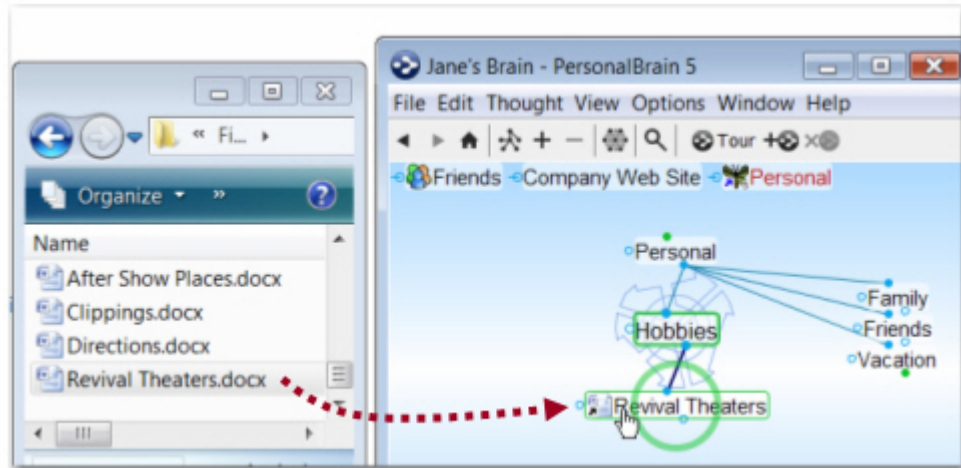 « Fi...
Organize »
Name
After Show Places.docx
Clippings.docx
Directions.docx
Revival Theaters.docx
Jane's Brain - PersonalBrain 5
File Edit Thought View Options Window Help
Tour
Friends Company Web Site Personal
Personal
Family
Hobbies
Friends
Vacation
Revival Theaters